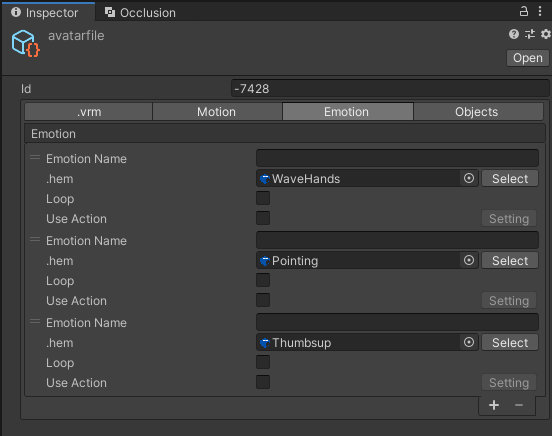 Inspector Occlusion
avatarfile
Open
Id -7428
.vrm Motion Emotion Objects
Emotion
Emotion Name
.hem WaveHands Select
Loop
Use Action Setting
Emotion Name
.hem Pointing Select
Loop
Use Action Setting
Emotion Name
.hem Thumbsup Select
Loop
Use Action Setting